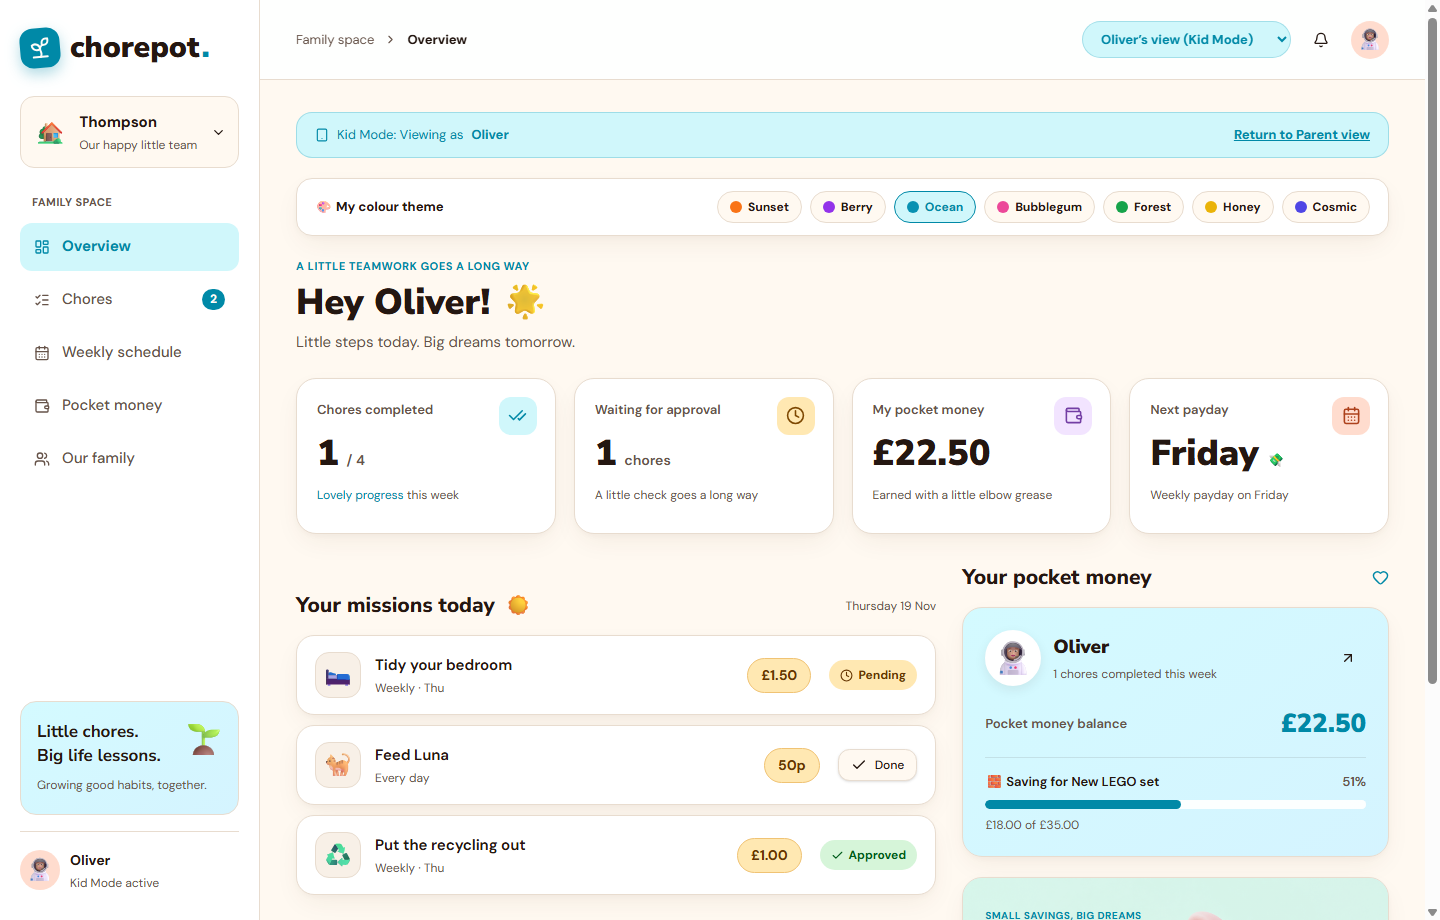 chorepot.
Thompson
Our happy little team
FAMILY SPACE
Overview
Chores
2
Weekly schedule
Pocket money
Our family
Little chores.
Big life lessons.
Growing good habits, together.
Oliver
Kid Mode active
Family space > Overview
Oliver’s view (Kid Mode)
Kid Mode: Viewing as Oliver
Return to Parent view
My colour theme
Sunset
Berry
Ocean
Bubblegum
Forest
Honey
Cosmic
A LITTLE TEAMWORK GOES A LONG WAY
Hey Oliver!
Little steps today. Big dreams tomorrow.
Chores completed
1 / 4
Lovely progress this week
Waiting for approval
1 chores
A little check goes a long way
My pocket money
£22.50
Earned with a little elbow grease
Next payday
Friday
Weekly payday on Friday
Your missions today
Thursday 19 Nov
Tidy your bedroom
Weekly · Thu
£1.50
Pending
Feed Luna
Every day
50p
Done
Put the recycling out
Weekly · Thu
£1.00
Approved
Your pocket money
Oliver
1 chores completed this week
Pocket money balance
£22.50
Saving for New LEGO set
51%
£18.00 of £35.00
SMALL SAVINGS, BIG DREAMS